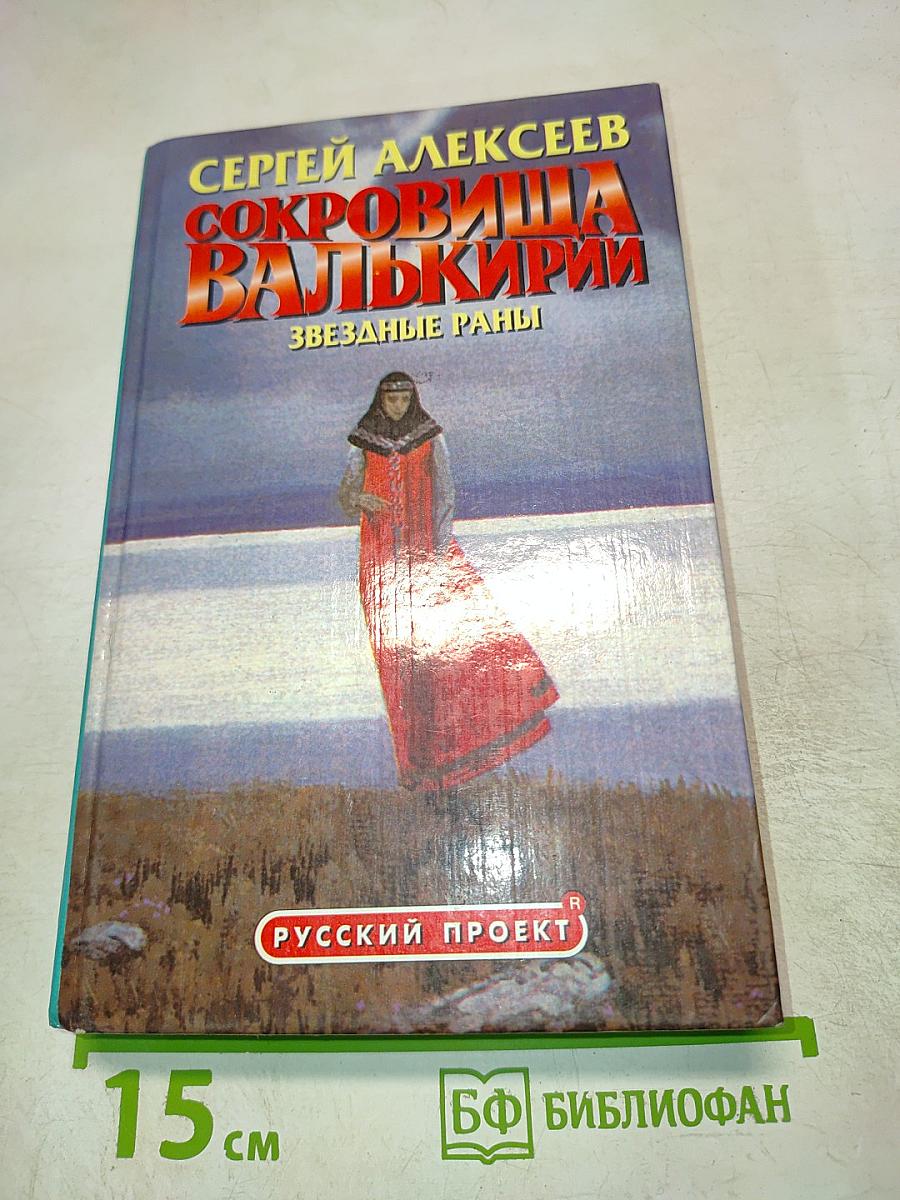 СЕРГЕЙ АЛЕКСЕЕВ
СОКРОВИЩА
ВАЛЬКИРИИ
ЗВЕЗДНЫЕ РАНЫ
РУССКИЙ ПРОЕКТ R
15 см
БФ БИБЛИОФАН